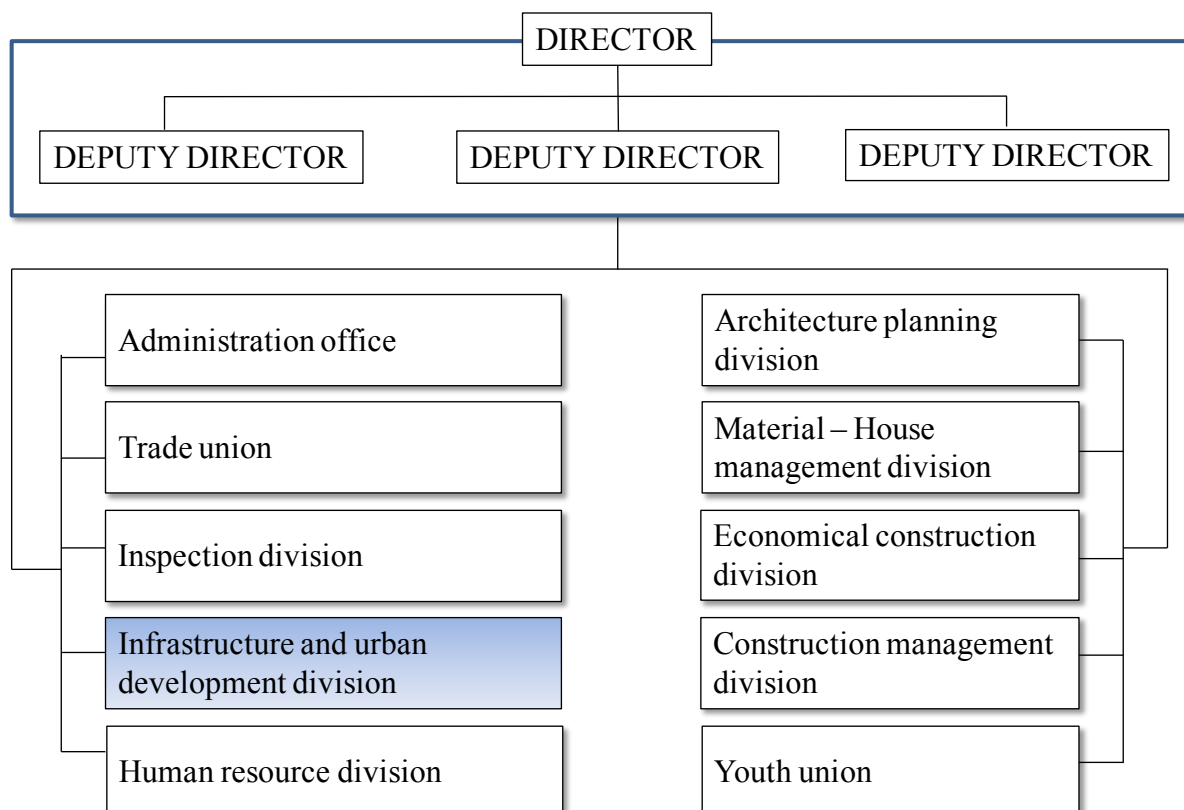 DIRECTOR
DEPUTY DIRECTOR
DEPUTY DIRECTOR
DEPUTY DIRECTOR
Administration office
Trade union
Inspection division
Infrastructure and urban
development division
Human resource division
Architecture planning
division
Material – House
management division
Economical construction
division
Construction management
division
Youth union